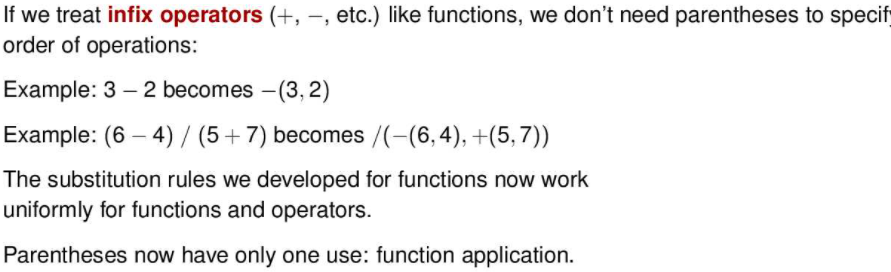 If we treat infix operators (+, −, etc.) like functions, we don't need parentheses to specify
order of operations:
Example: 3 − 2 becomes −(3, 2)
Example: (6 − 4) / (5 + 7) becomes /(−(6, 4), +(5, 7))
The substitution rules we developed for functions now work
uniformly for functions and operators.
Parentheses now have only one use: function application.